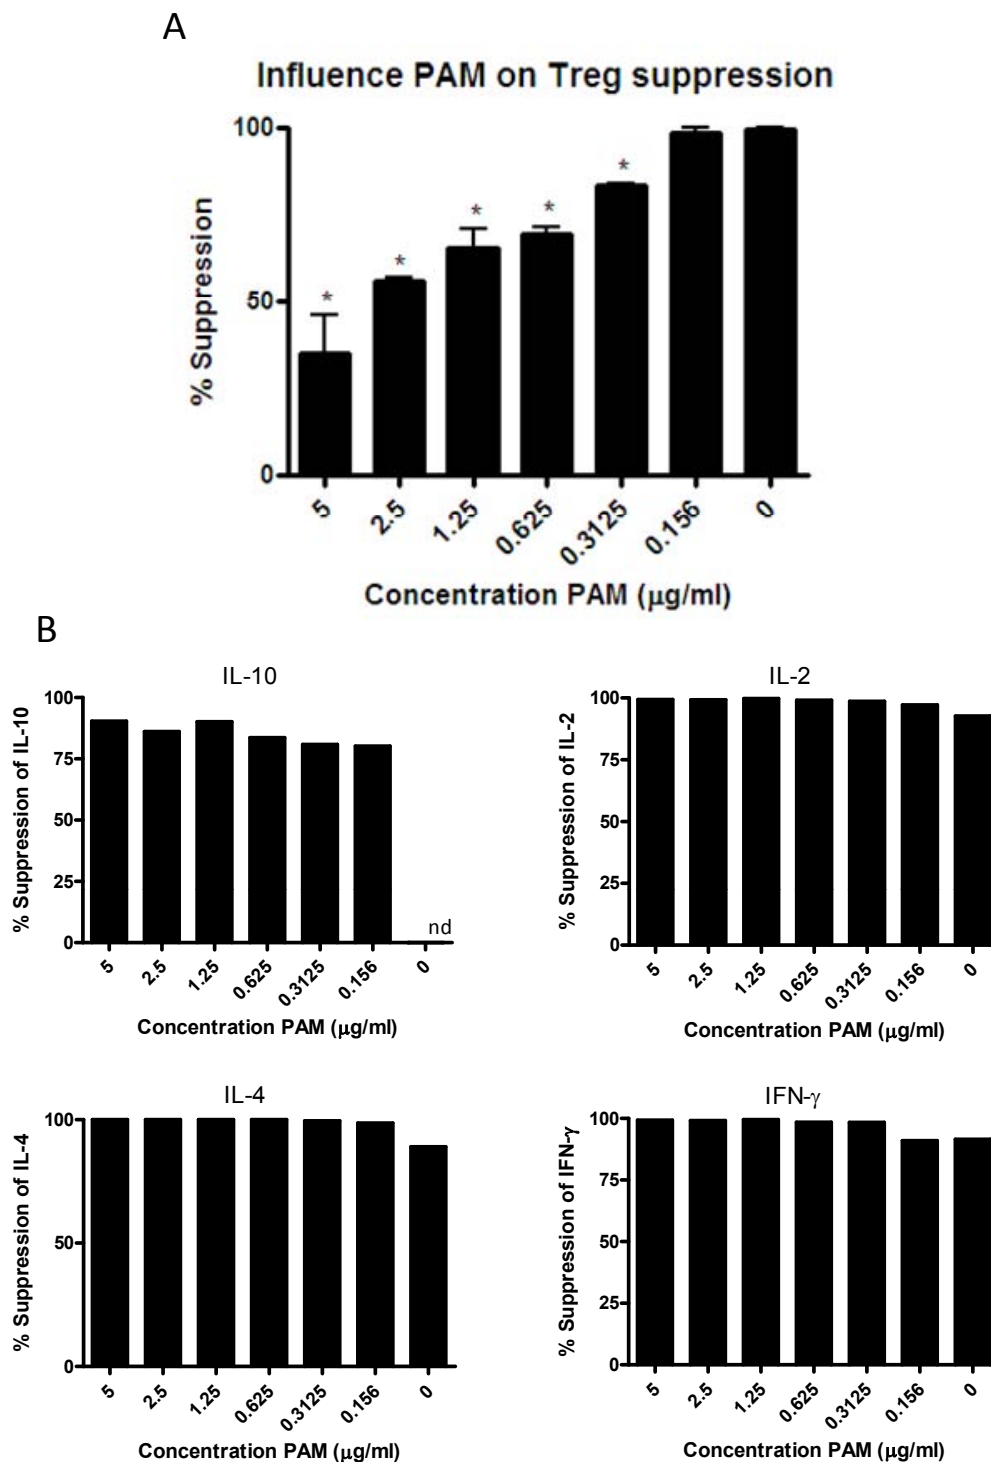 A
Influence PAM on Treg suppression
% Suppression
100
50
0
* * * * *
5 2.5 1.25 0.625 0.3125 0.156 0
Concentration PAM (μg/ml)
B
IL-10
% Suppression of IL-10
100
75
50
25
0
nd
5 2.5 1.25 0.625 0.3125 0.156 0
Concentration PAM (μg/ml)
IL-2
% Suppression of IL-2
100
75
50
25
0
5 2.5 1.25 0.625 0.3125 0.156 0
Concentration PAM (μg/ml)
IL-4
% Suppression of IL-4
100
50
0
5 2.5 1.25 0.625 0.3125 0.156 0
Concentration PAM (μg/ml)
IFN-γ
% Suppression of IFN-γ
100
75
50
25
0
5 2.5 1.25 0.625 0.3125 0.156 0
Concentration PAM (μg/ml)